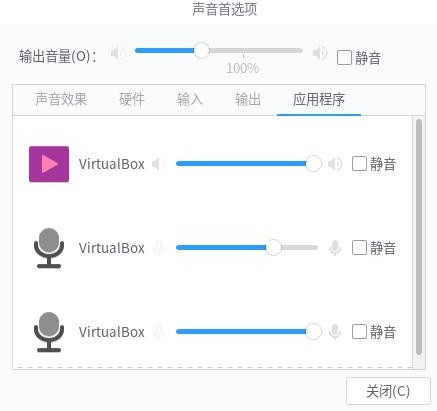 声音首选项
输出音量(O): 静音
100%
声音效果 硬件 输入 输出 应用程序
VirtualBox 静音
VirtualBox 静音
VirtualBox 静音
关闭(C)